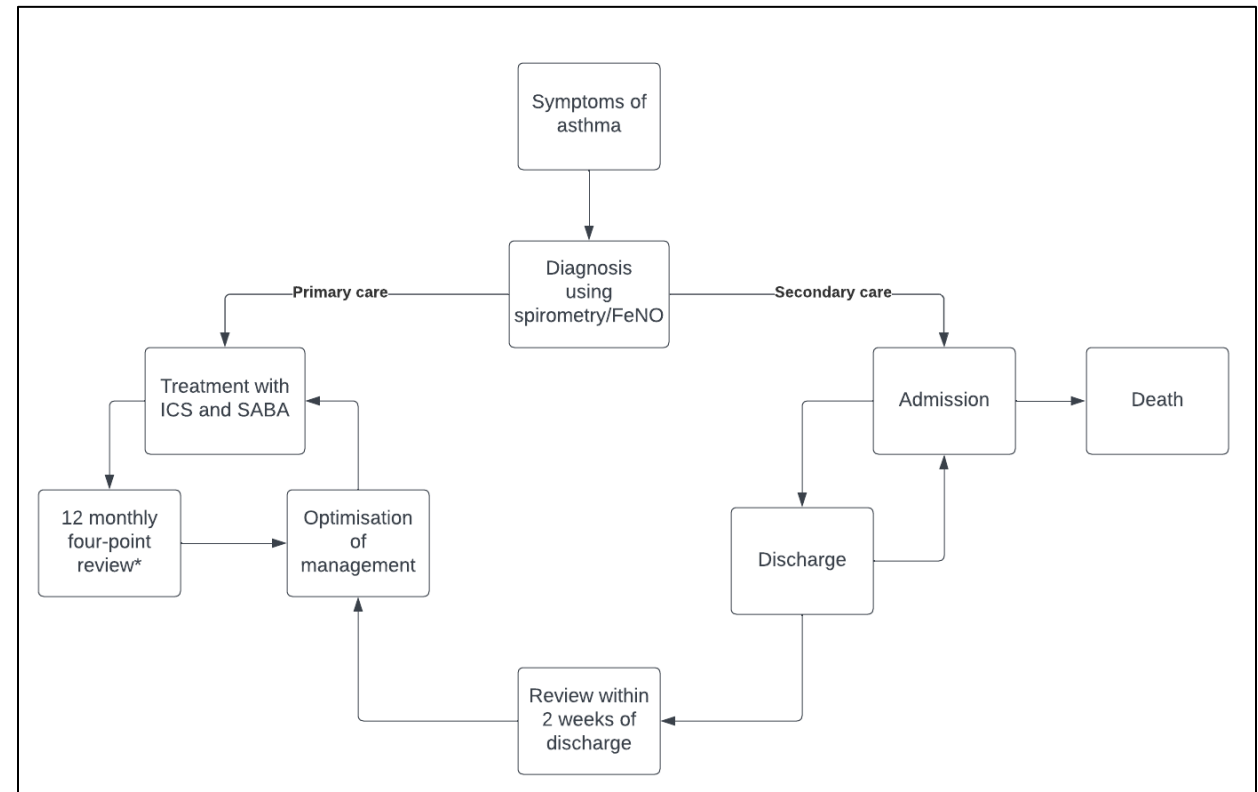 Symptoms of
asthma
Diagnosis
using
spirometry/FeNO
Primary care
Secondary care
Treatment with
ICS and SABA
Admission
Death
12 monthly
four-point
review*
Optimisation
of
management
Discharge
Review within
2 weeks of
discharge